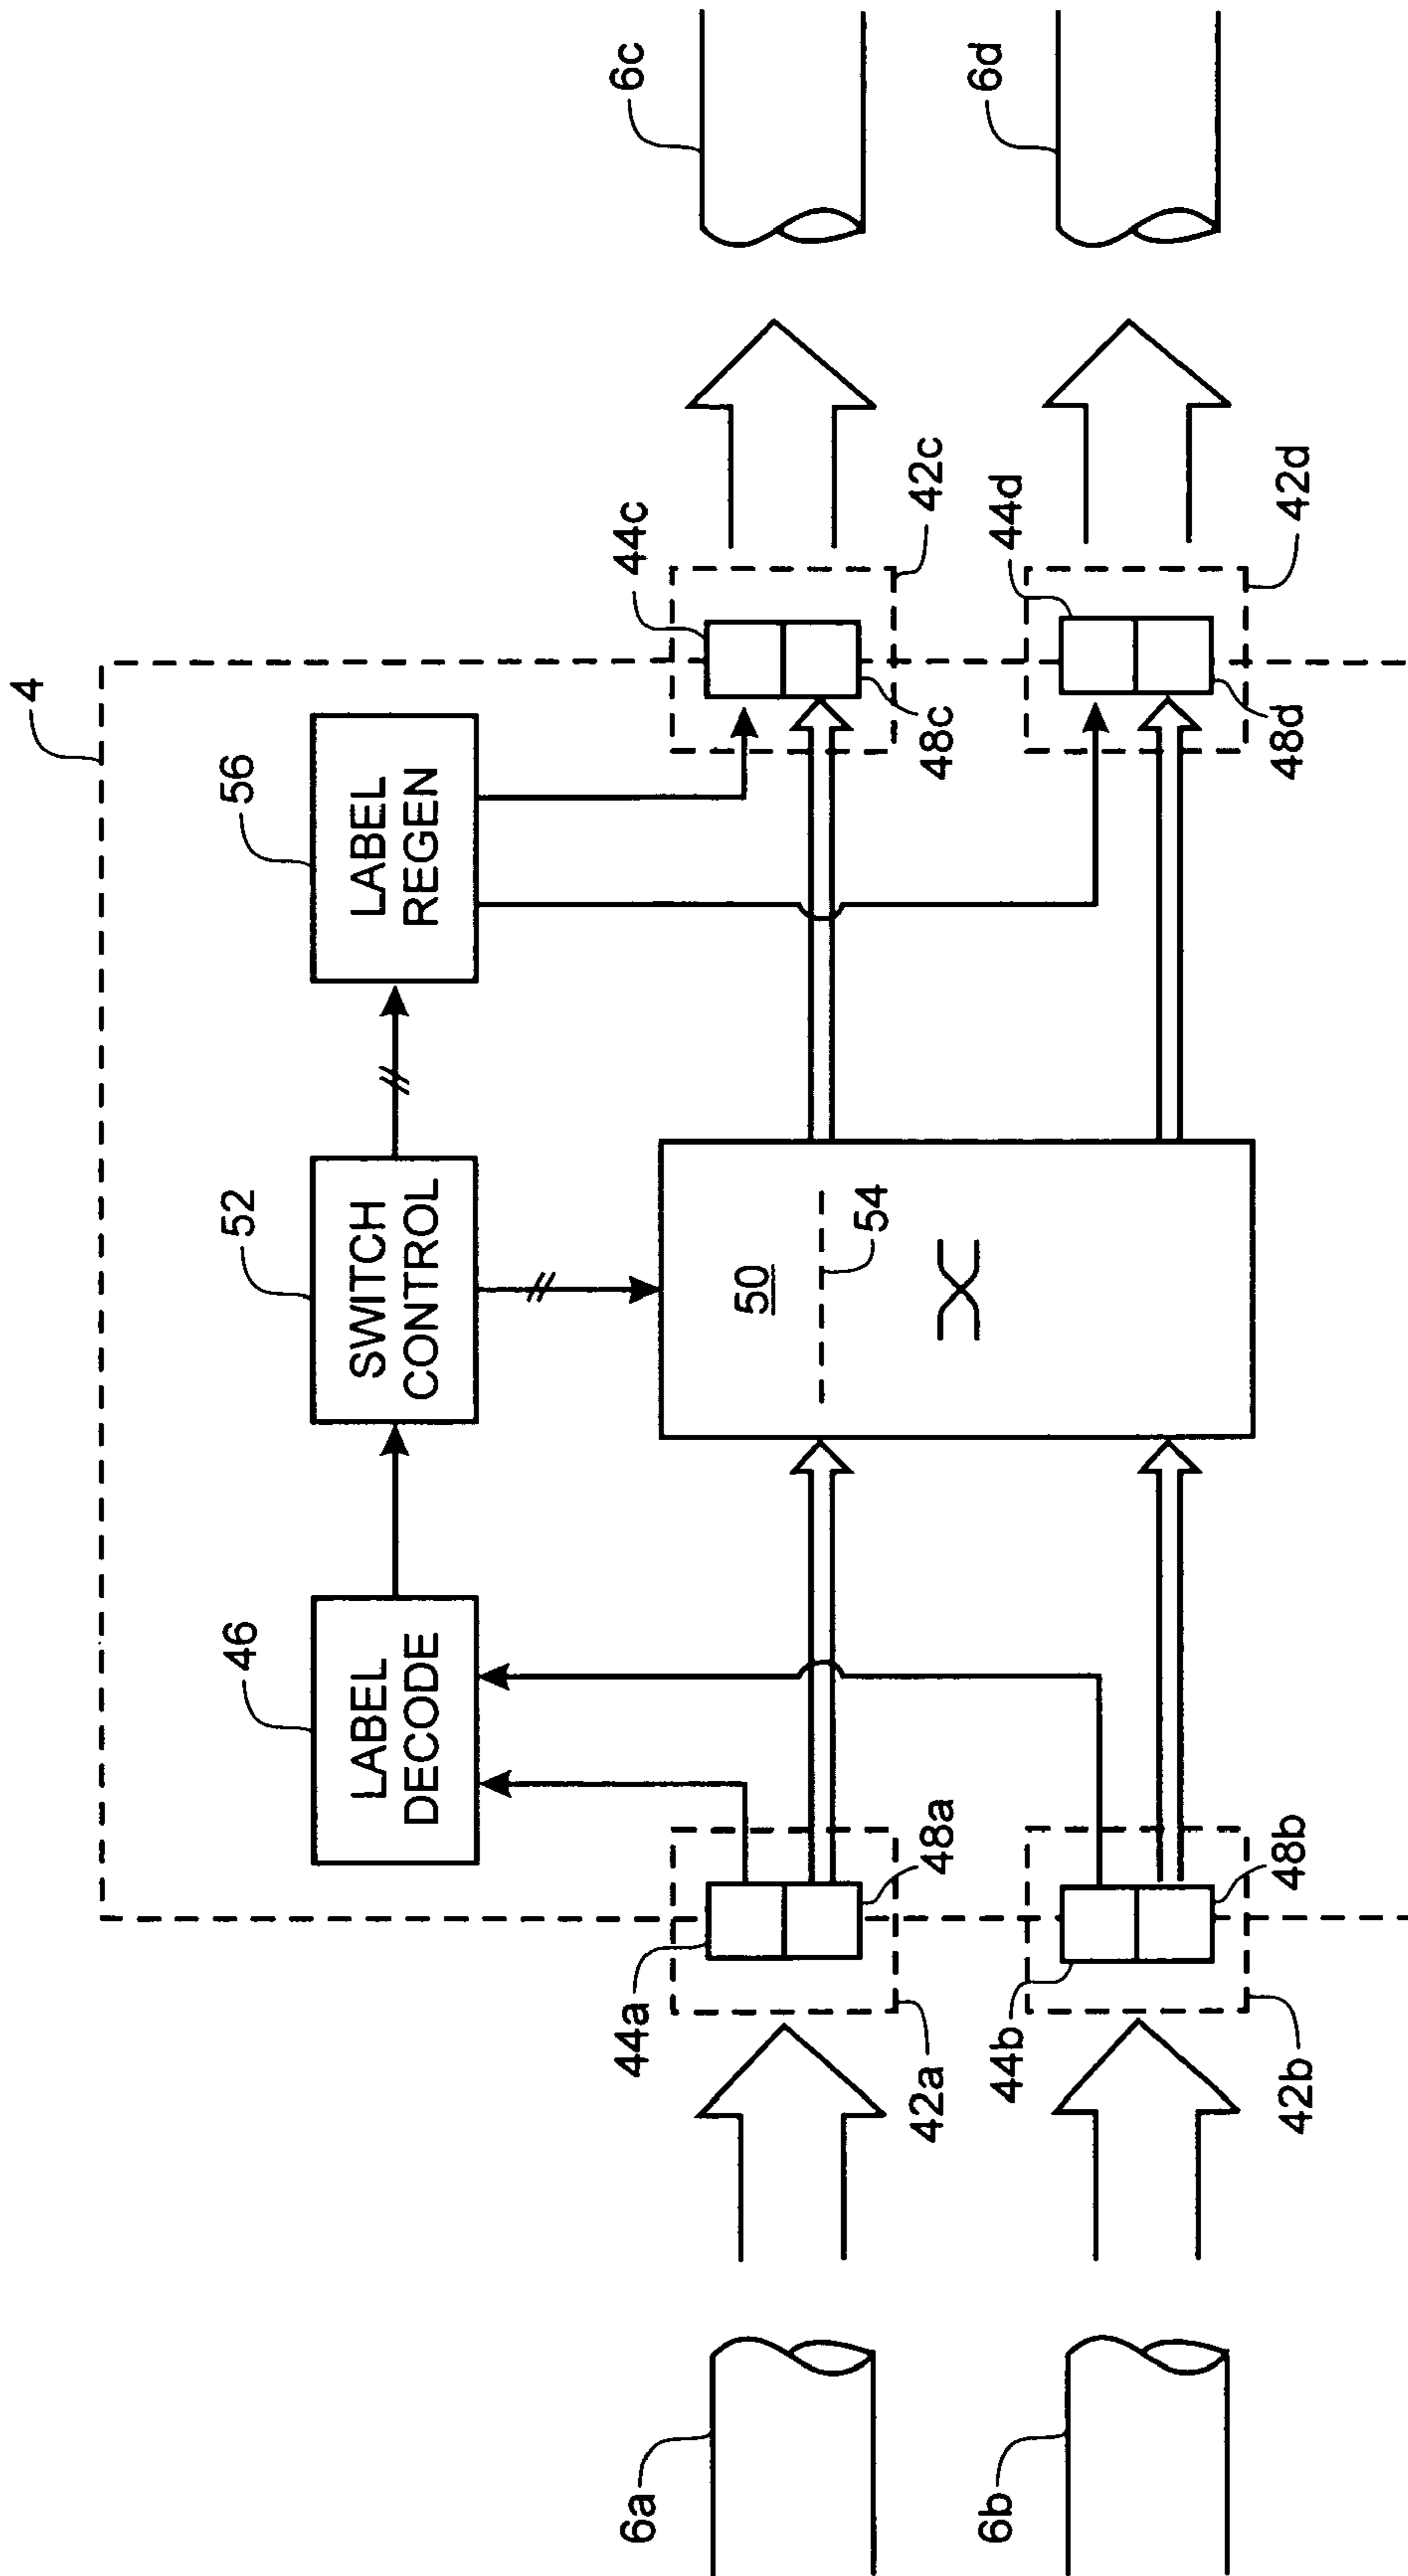 4
46
LABEL
DECODE
52
SWITCH
CONTROL
56
LABEL
REGEN
6a
44a
48a
42a
50
54
44c
48c
42c
6c
6b
44b
48b
42b
44d
48d
42d
6d